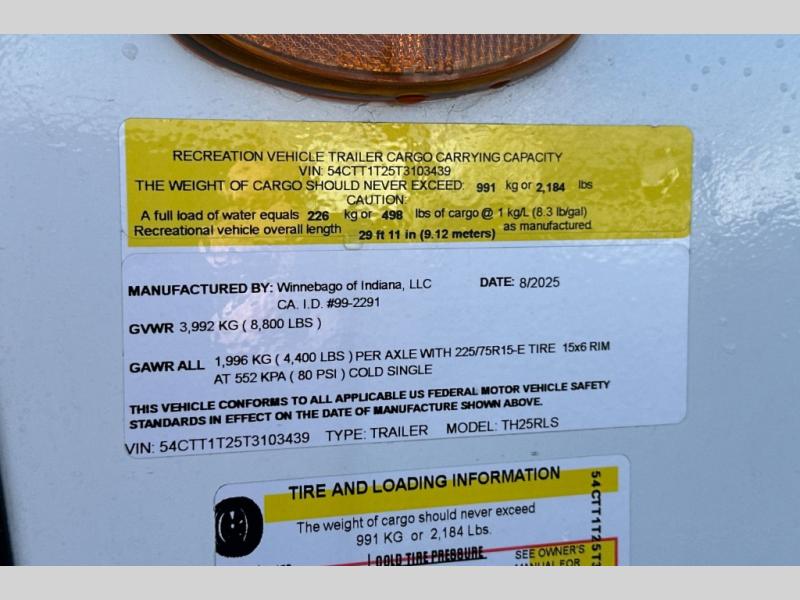 RECREATION VEHICLE TRAILER CARGO CARRYING CAPACITY
VIN: 54CTT1T25T3103439
THE WEIGHT OF CARGO SHOULD NEVER EXCEED: 991 kg or 2,184 lbs
CAUTION:
A full load of water equals 226 kg or 498 lbs of cargo @ 1 kg/L (8.3 lb/gal)
Recreational vehicle overall length 29 ft 11 in (9.12 meters) as manufactured
MANUFACTURED BY: Winnebago of Indiana, LLC DATE: 8/2025
CA. I.D. #99-2291
GVWR 3,992 KG ( 8,800 LBS )
GAWR ALL 1,996 KG ( 4,400 LBS ) PER AXLE WITH 225/75R15-E TIRE 15x6 RIM
AT 552 KPA ( 80 PSI ) COLD SINGLE
THIS VEHICLE CONFORMS TO ALL APPLICABLE US FEDERAL MOTOR VEHICLE SAFETY
STANDARDS IN EFFECT ON THE DATE OF MANUFACTURE SHOWN ABOVE.
VIN: 54CTT1T25T3103439 TYPE: TRAILER MODEL: TH25RLS
TIRE AND LOADING INFORMATION
The weight of cargo should never exceed
991 KG or 2,184 Lbs.
COLD TIRE PRESSURE
SEE OWNER'S
MANUAL FOR
54CTT1T25T3